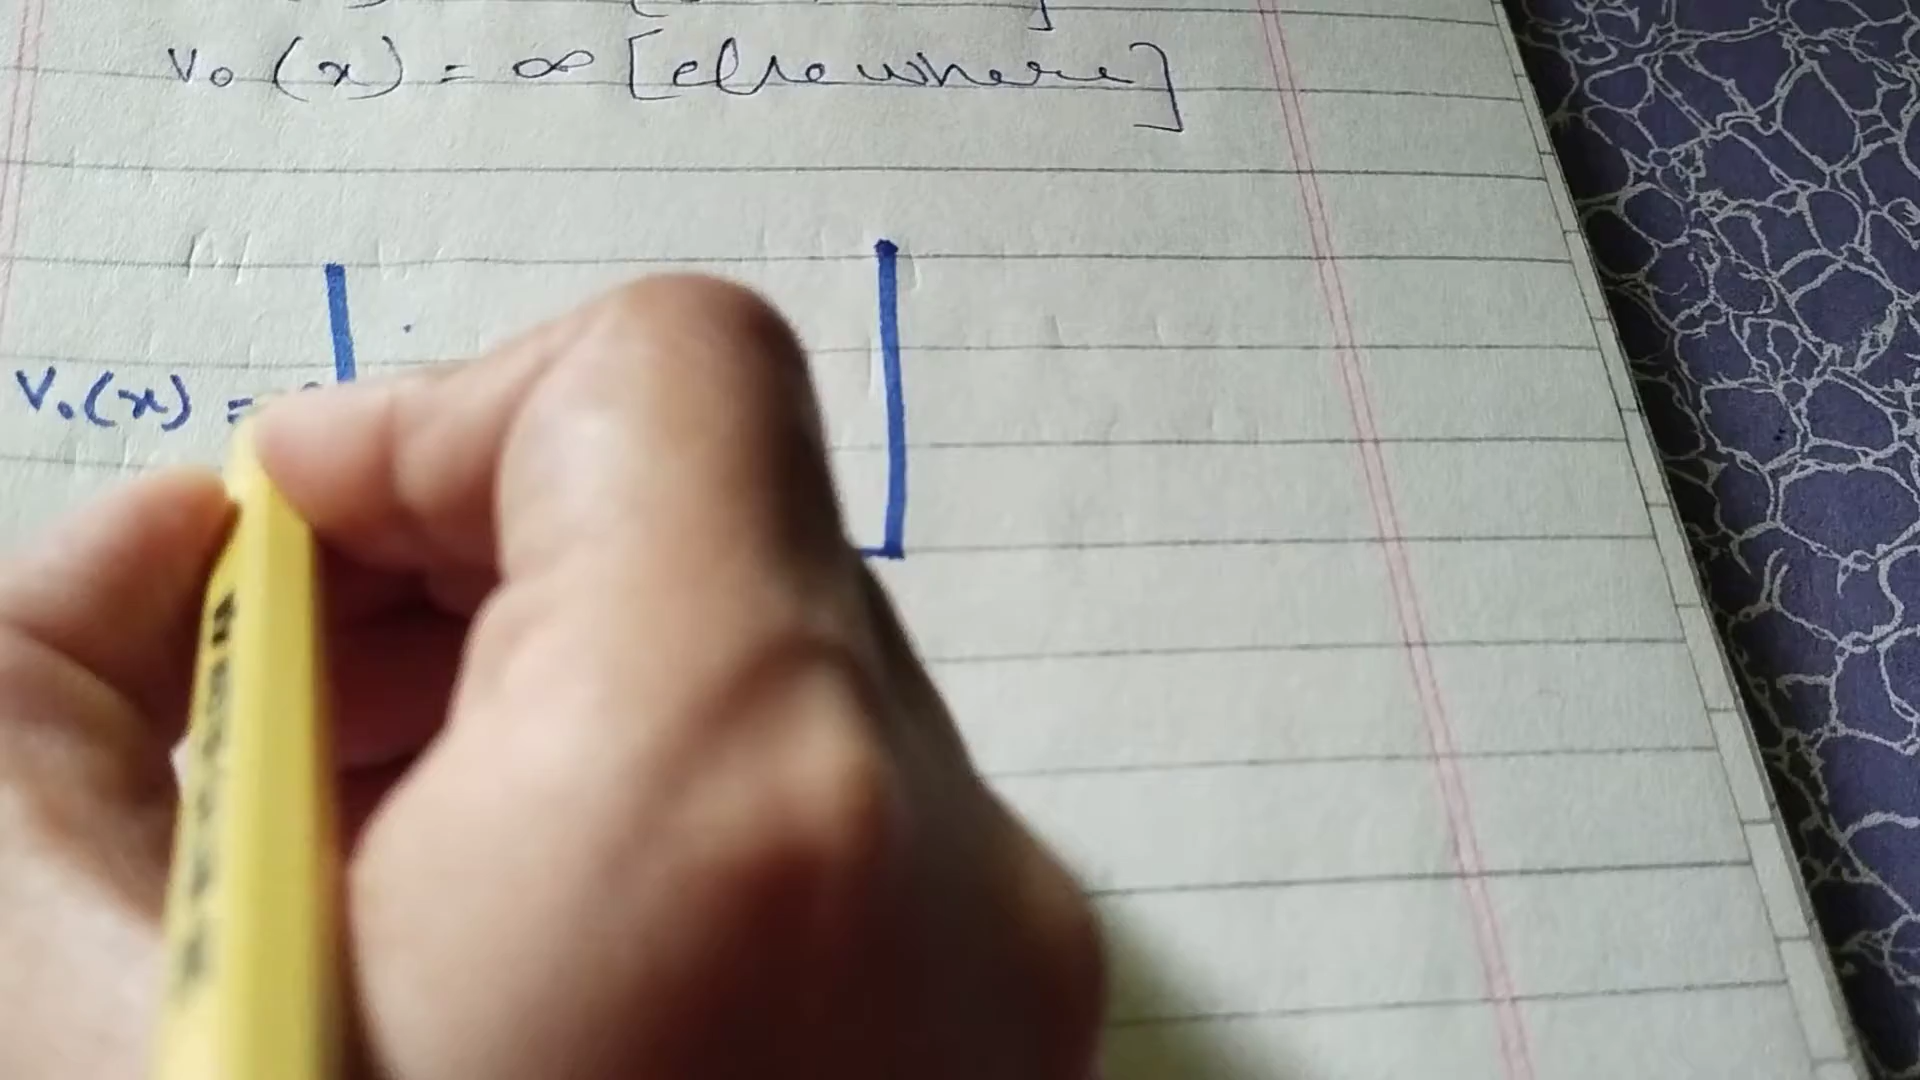 V₀ (x) = ∞ [elsewhere]
V₀(x) =